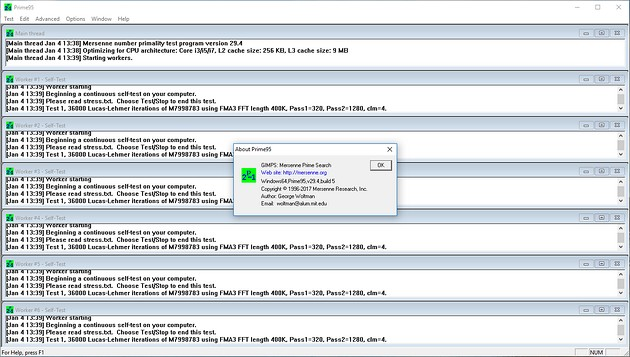 Prime95
Test Edit Advanced Options Window Help
Main thread
[Main thread Jan 4 13:38] Mersenne number primality test program version 29.4
[Main thread Jan 4 13:38] Optimizing for CPU architecture: Core i3/i5/i7, L2 cache size: 256 KB, L3 cache size: 9 MB
[Main thread Jan 4 13:39] Starting workers.
Worker #1 - Self-Test
[Jan 4 13:39] Worker starting
[Jan 4 13:39] Beginning a continuous self-test on your computer.
[Jan 4 13:39] Please read stress.txt. Choose Test/Stop to end this test.
[Jan 4 13:39] Test 1, 36000 Lucas-Lehmer iterations of M7998783 using FMA3 FFT length 400K, Pass1=320, Pass2=1280, clm=4.
Worker #2 - Self-Test
[Jan 4 13:39] Worker starting
[Jan 4 13:39] Beginning a continuous self-test on your computer.
[Jan 4 13:39] Please read stress.txt. Choose Test/Stop
[Jan 4 13:39] Test 1, 36000 Lucas-Lehmer iterations of M7998783 using FMA3
Worker #3 - Self-Test
[Jan 4 13:39] Worker starting
[Jan 4 13:39] Beginning a continuous self-test on your computer.
[Jan 4 13:39] Please read stress.txt. Choose Test/Stop
[Jan 4 13:39] Test 1, 36000 Lucas-Lehmer iterations of M7998783 using FMA3
About Prime95
2P-1
GIMPS: Mersenne Prime Search
Web site: http://mersenne.org
Windows64,Prime95,v29.4,build 5
Copyright © 1996-2017 Mersenne Research, Inc.
Author: George Woltman
Email: woltman@alum.mit.edu
OK
Worker #4 - Self-Test
[Jan 4 13:39] Worker starting
[Jan 4 13:39] Beginning a continuous self-test on your computer.
[Jan 4 13:39] Please read stress.txt. Choose Test/Stop to end this test.
[Jan 4 13:39] Test 1, 36000 Lucas-Lehmer iterations of M7998783 using FMA3 FFT length 400K, Pass1=320, Pass2=1280, clm=4.
Worker #5 - Self-Test
[Jan 4 13:39] Worker starting
[Jan 4 13:39] Beginning a continuous self-test on your computer.
[Jan 4 13:39] Please read stress.txt. Choose Test/Stop to end this test.
[Jan 4 13:39] Test 1, 36000 Lucas-Lehmer iterations of M7998783 using FMA3 FFT length 400K, Pass1=320, Pass2=1280, clm=4.
Worker #6 - Self-Test
[Jan 4 13:39] Worker starting
[Jan 4 13:39] Beginning a continuous self-test on your computer.
[Jan 4 13:39] Please read stress.txt. Choose Test/Stop to end this test.
[Jan 4 13:39] Test 1, 36000 Lucas-Lehmer iterations of M7998783 using FMA3 FFT length 400K, Pass1=320, Pass2=1280, clm=4.
For Help, press F1
NUM